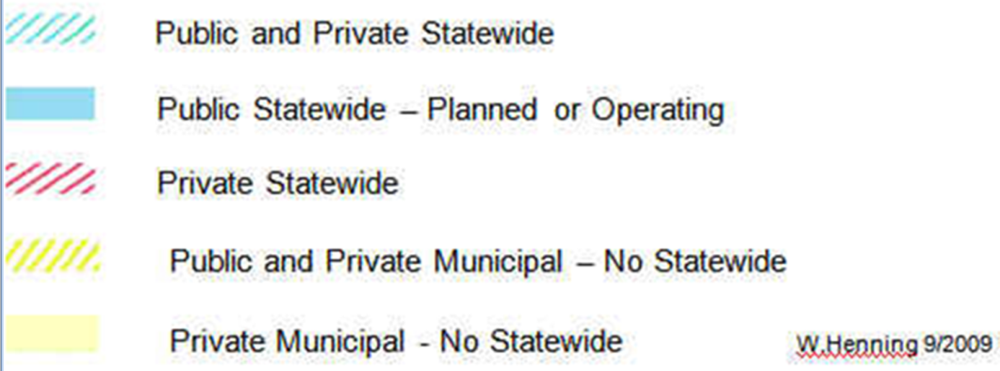 Public and Private Statewide
Public Statewide – Planned or Operating
Private Statewide
Public and Private Municipal – No Statewide
Private Municipal - No Statewide
W.Henning 9/2009